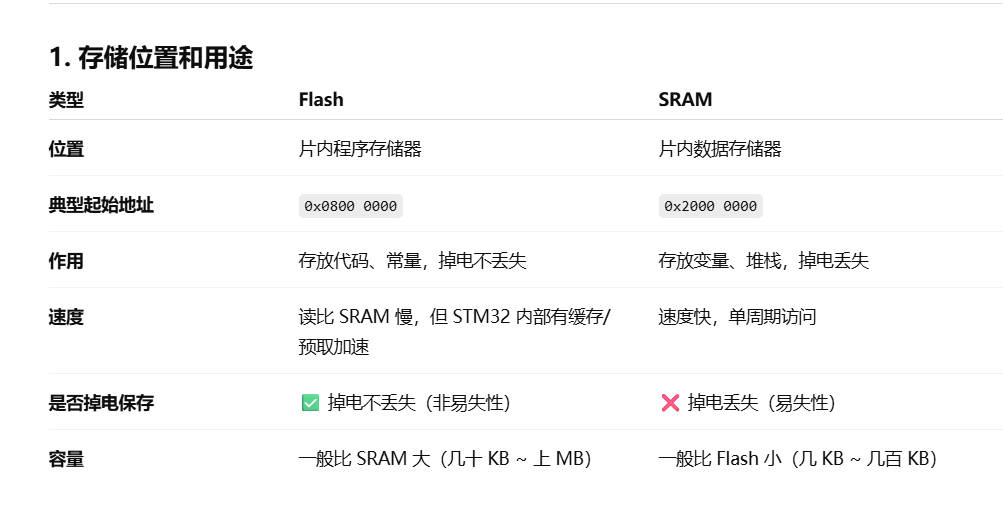 1. 存储位置和用途
类型 Flash SRAM
位置 片内程序存储器 片内数据存储器
典型起始地址 0x0800 0000 0x2000 0000
作用 存放代码、常量，掉电不丢失 存放变量、堆栈，掉电丢失
速度 读比 SRAM 慢，但 STM32 内部有缓存/ 速度快，单周期访问
预取加速
是否掉电保存 ✅ 掉电不丢失（非易失性） ❌ 掉电丢失（易失性）
容量 一般比 SRAM 大（几十 KB ~ 上 MB） 一般比 Flash 小（几 KB ~ 几百 KB）